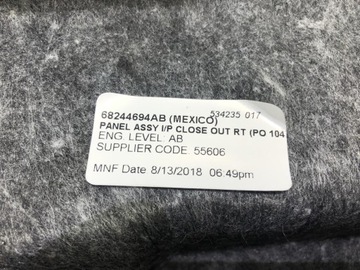 68244694AB (MEXICO) 534235 017
PANEL ASSY I/P CLOSE OUT RT (PO 104
ENG. LEVEL: AB
SUPPLIER CODE 55606
MNF Date 8/13/2018 06:49pm